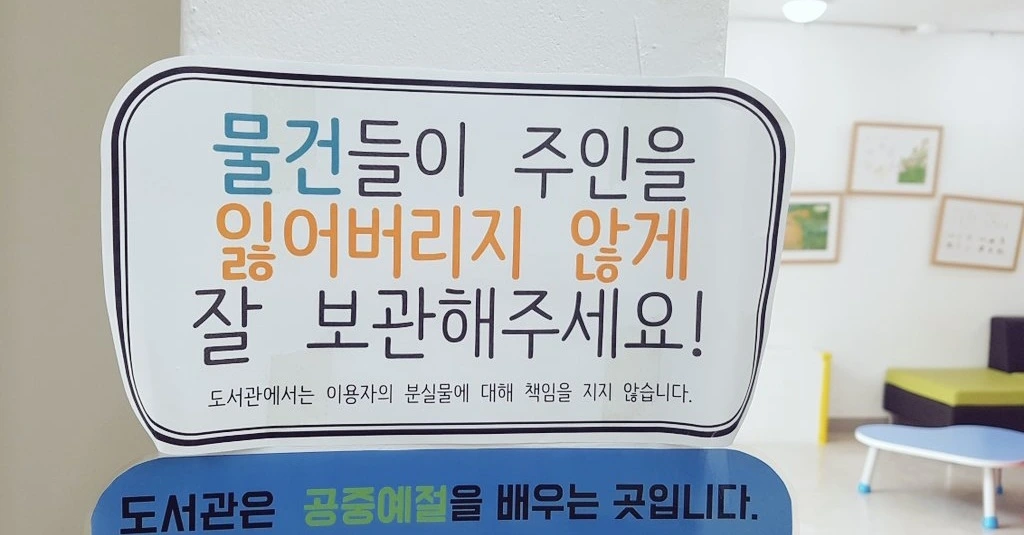 물건들이 주인을
잃어버리지 않게
잘 보관해주세요!
도서관에서는 이용자의 분실물에 대해 책임을 지지 않습니다.
도서관은 공중예절을 배우는 곳입니다.